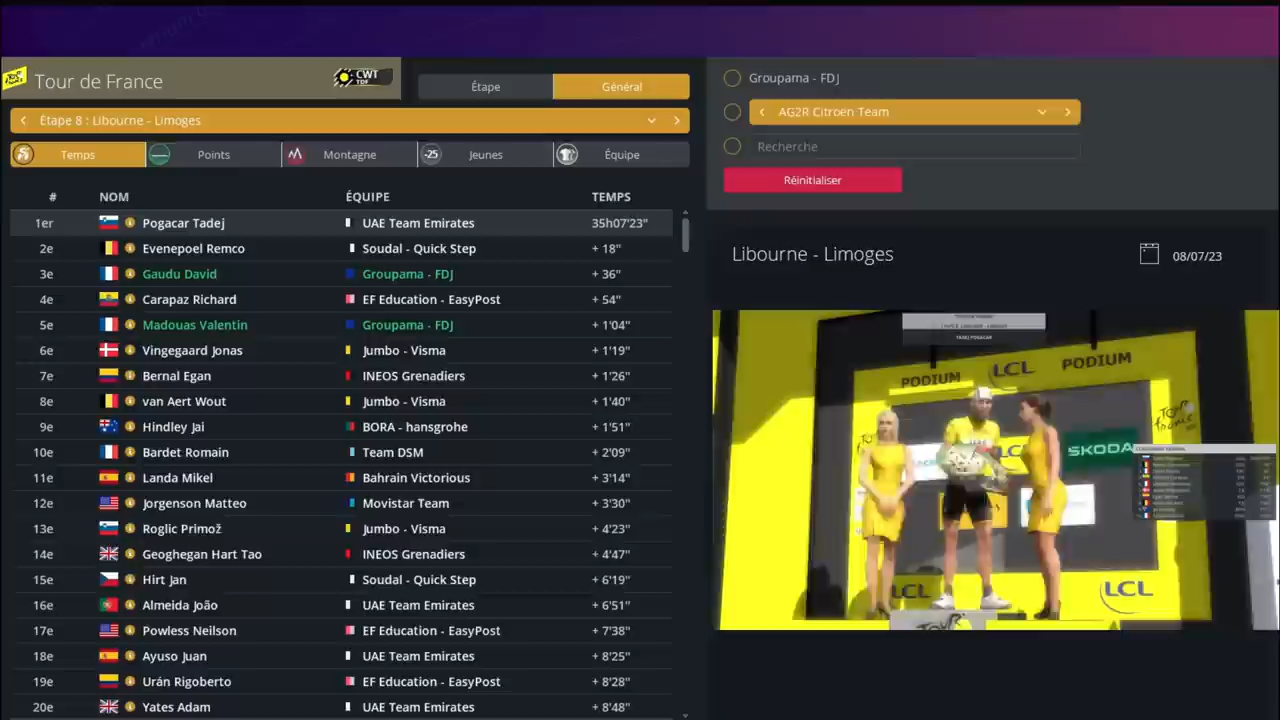 Tour de France
CWT
TDF
Étape
Général
Étape 8 : Libourne - Limoges
Temps
Points
Montagne
-25
Jeunes
Équipe
# NOM ÉQUIPE TEMPS
1er Pogacar Tadej UAE Team Emirates 35h07'23"
2e Evenepoel Remco Soudal - Quick Step + 18"
3e Gaudu David Groupama - FDJ + 36"
4e Carapaz Richard EF Education - EasyPost + 54"
5e Madouas Valentin Groupama - FDJ + 1'04"
6e Vingegaard Jonas Jumbo - Visma + 1'19"
7e Bernal Egan INEOS Grenadiers + 1'26"
8e van Aert Wout Jumbo - Visma + 1'40"
9e Hindley Jai BORA - hansgrohe + 1'51"
10e Bardet Romain Team DSM + 2'09"
11e Landa Mikel Bahrain Victorious + 3'14"
12e Jorgenson Matteo Movistar Team + 3'30"
13e Roglic Primož Jumbo - Visma + 4'23"
14e Geoghegan Hart Tao INEOS Grenadiers + 4'47"
15e Hirt Jan Soudal - Quick Step + 6'19"
16e Almeida João UAE Team Emirates + 6'51"
17e Powless Neilson EF Education - EasyPost + 7'38"
18e Ayuso Juan UAE Team Emirates + 8'25"
19e Urán Rigoberto EF Education - EasyPost + 8'28"
20e Yates Adam UAE Team Emirates + 8'48"
Groupama - FDJ
AG2R Citroën Team
Recherche
Réinitialiser
Libourne - Limoges
08/07/23
TADEJ POGACAR
PODIUM LCL PODIUM
SKODA
LCL
LCL